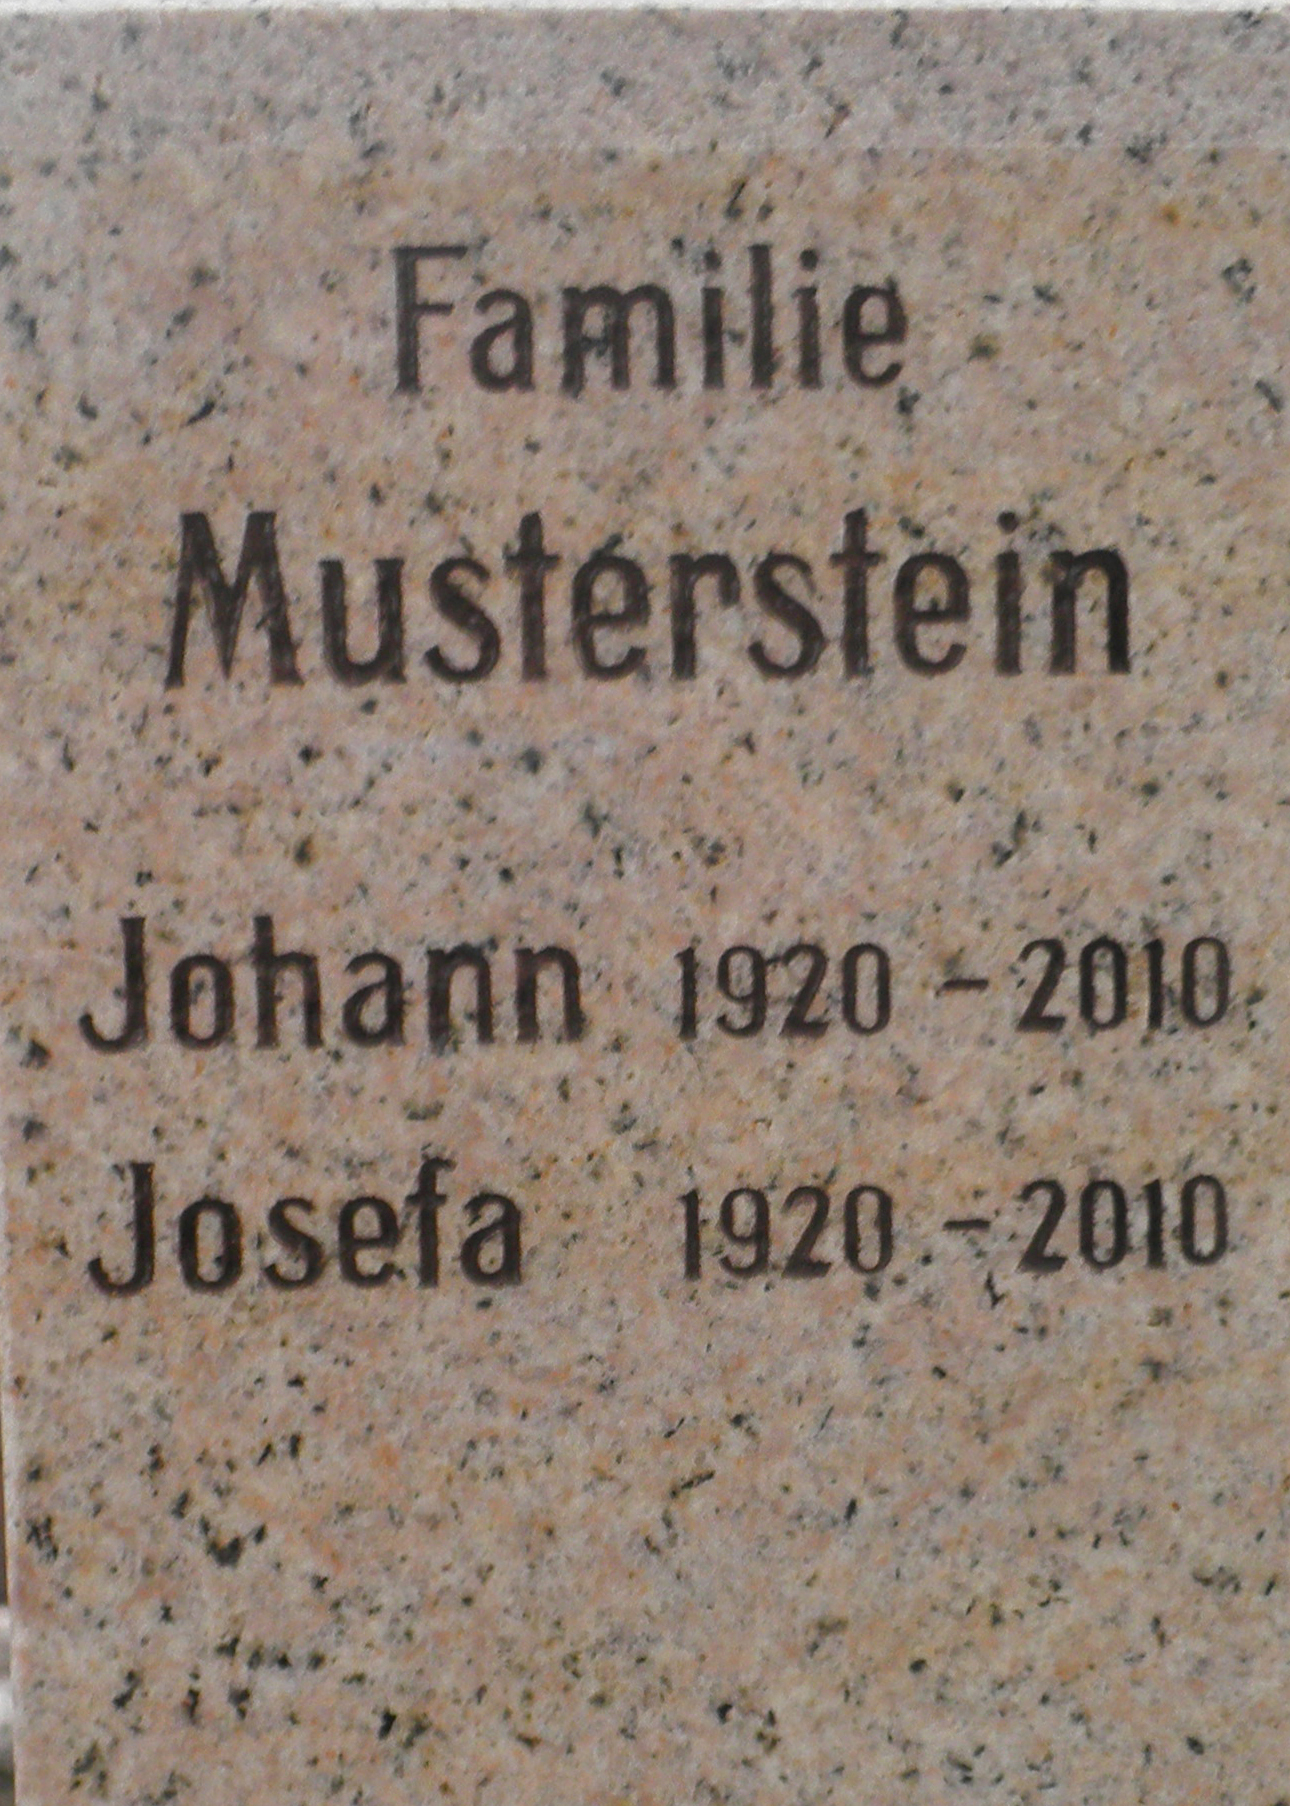 Familie
Musterstein
Johann 1920 - 2010
Josefa 1920 - 2010